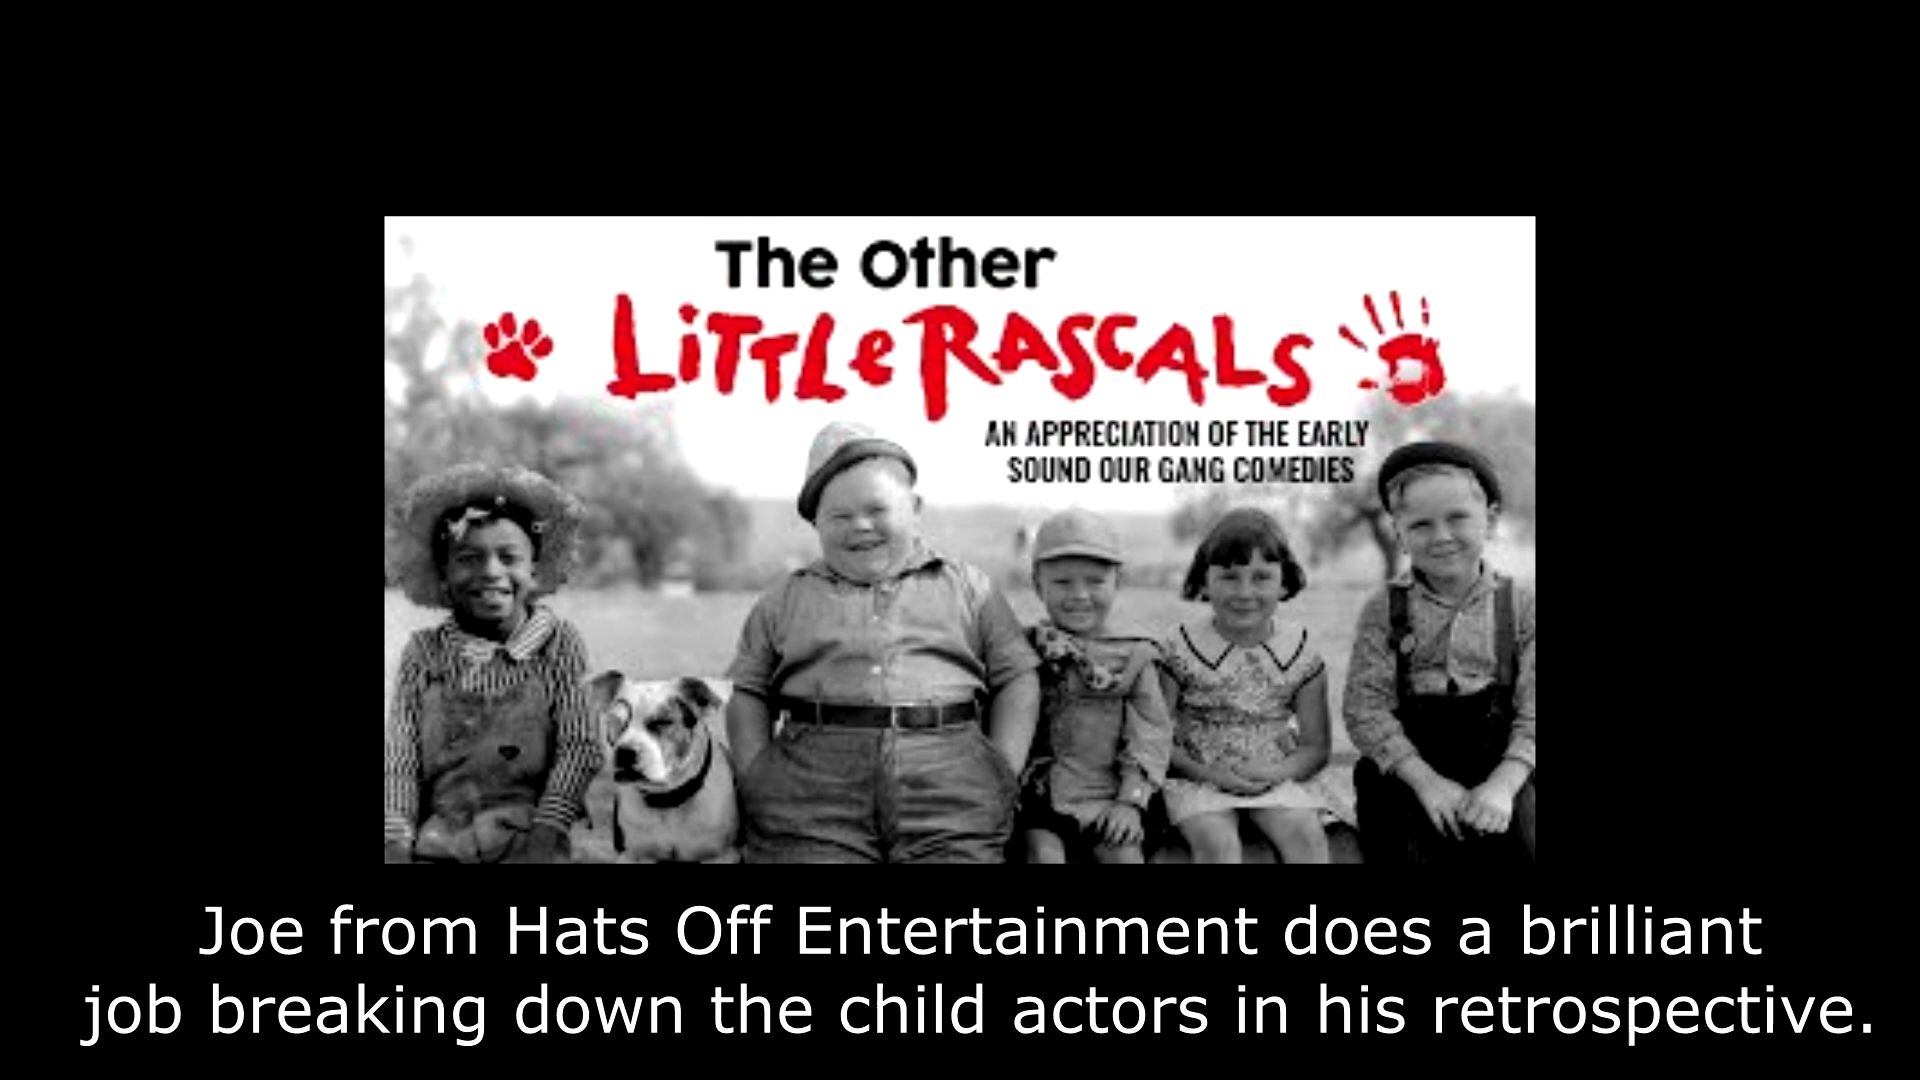 The Other
LiTTLe RASCALS
AN APPRECIATION OF THE EARLY
SOUND OUR GANG COMEDIES
Joe from Hats Off Entertainment does a brilliant
job breaking down the child actors in his retrospective.